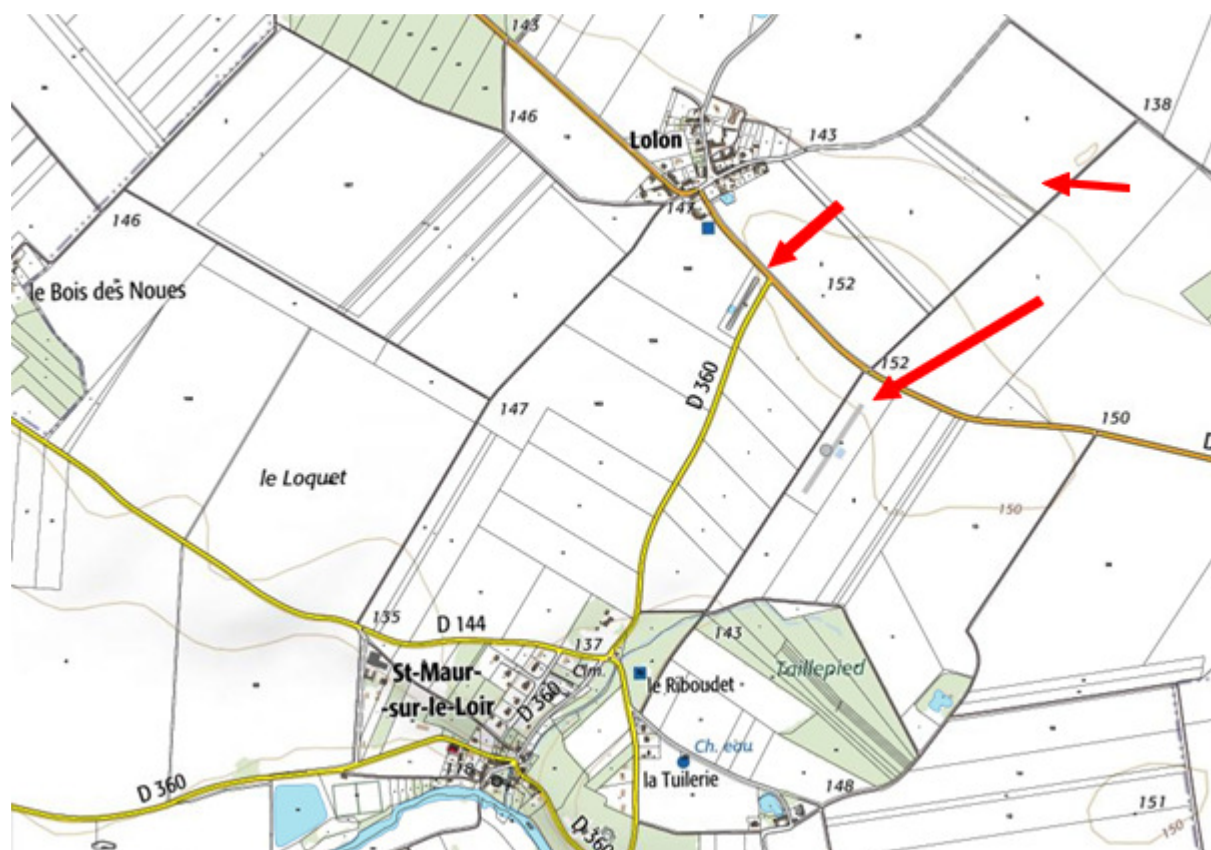 143
138
146
Lolon
143
147
146
le Bois des Noues
152
152
D 360
147
150
D
le Loquet
150
135
D 144
137
Cim.
143
Taillepied
St-Maur-
-sur-le-Loir
D 360
le Riboudet
Ch. eau
118
la Tuilerie
148
D 360
151
150
D 360